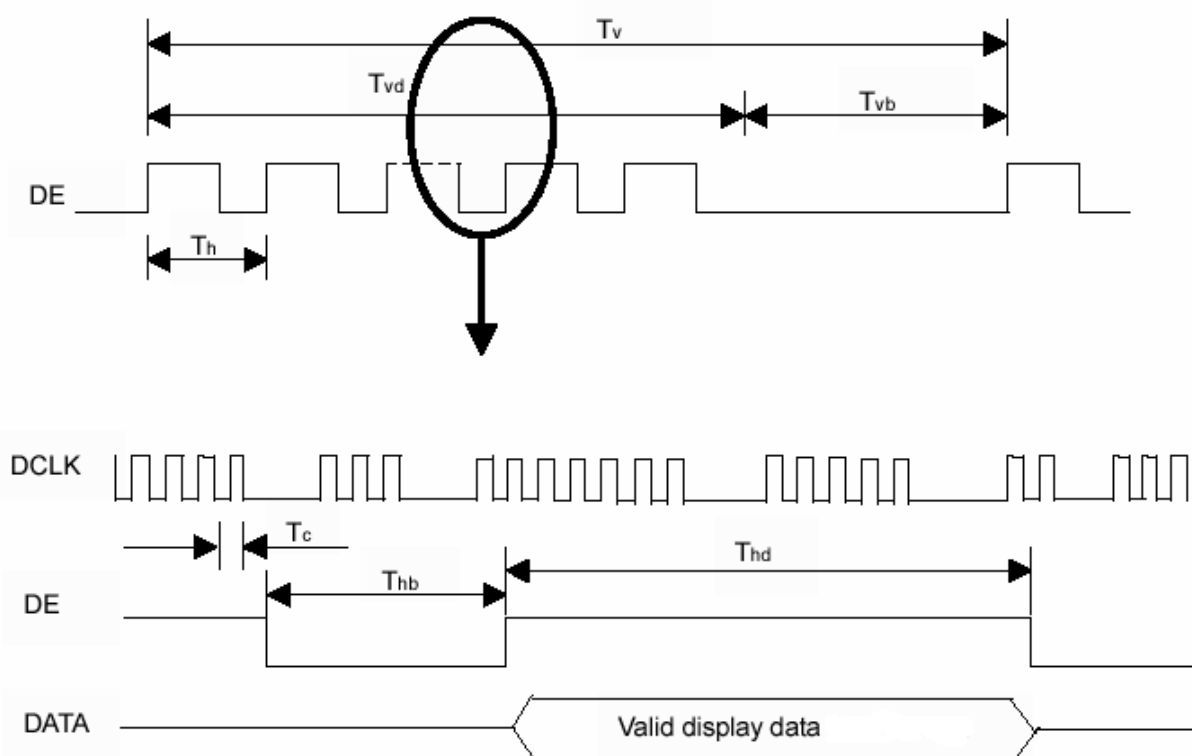 Tv
Tvd
Tvb
DE
Th
DCLK
Tc
Thd
Thb
DE
DATA
Valid display data